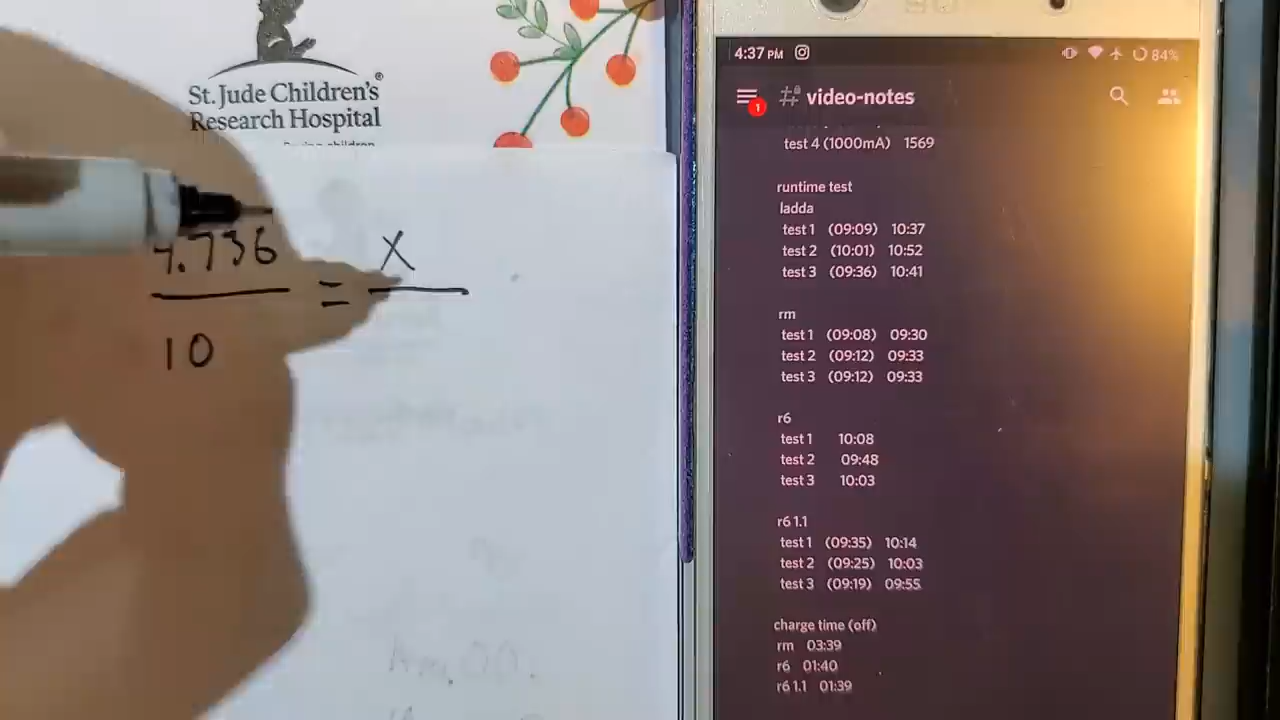 St. Jude Children's®
Research Hospital
4.736
10
=
X
4:37 PM
84%
1
# video-notes
test 4 (1000mA) 1569
runtime test
ladda
test 1 (09:09) 10:37
test 2 (10:01) 10:52
test 3 (09:36) 10:41
rm
test 1 (09:08) 09:30
test 2 (09:12) 09:33
test 3 (09:12) 09:33
r6
test 1 10:08
test 2 09:48
test 3 10:03
r6 1.1
test 1 (09:35) 10:14
test 2 (09:25) 10:03
test 3 (09:19) 09:55
charge time (off)
rm 03:39
r6 01:40
r6 1.1 01:39